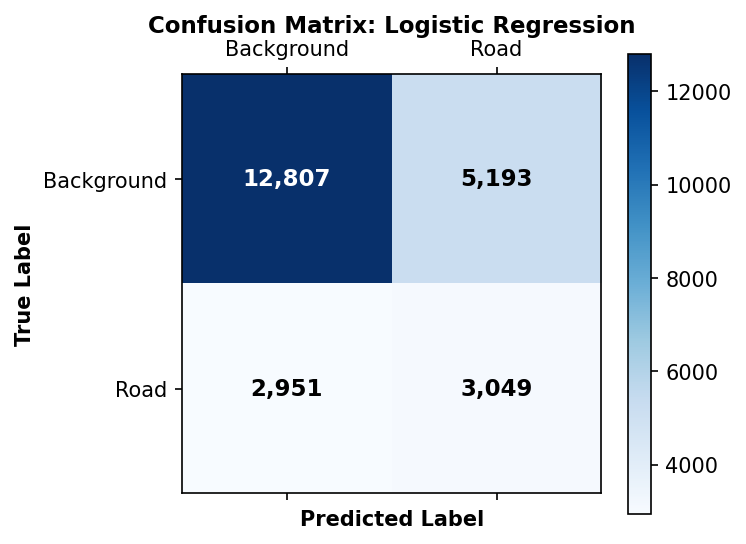 Confusion Matrix: Logistic Regression
Background Road
12000
Background 12,807 5,193
10000
8000
True Label
6000
Road 2,951 3,049
4000
Predicted Label